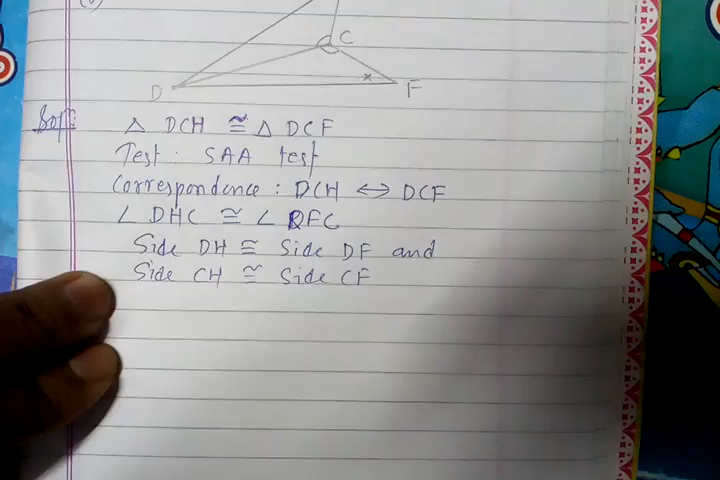 C
D
F
Solⁿ:
△ DCH ≅ △ DCF
Test: SAA test
Correspondence : DCH ↔ DCF
∠ DHC ≅ ∠ DFC
Side DH ≅ Side DF and
Side CH ≅ Side CF